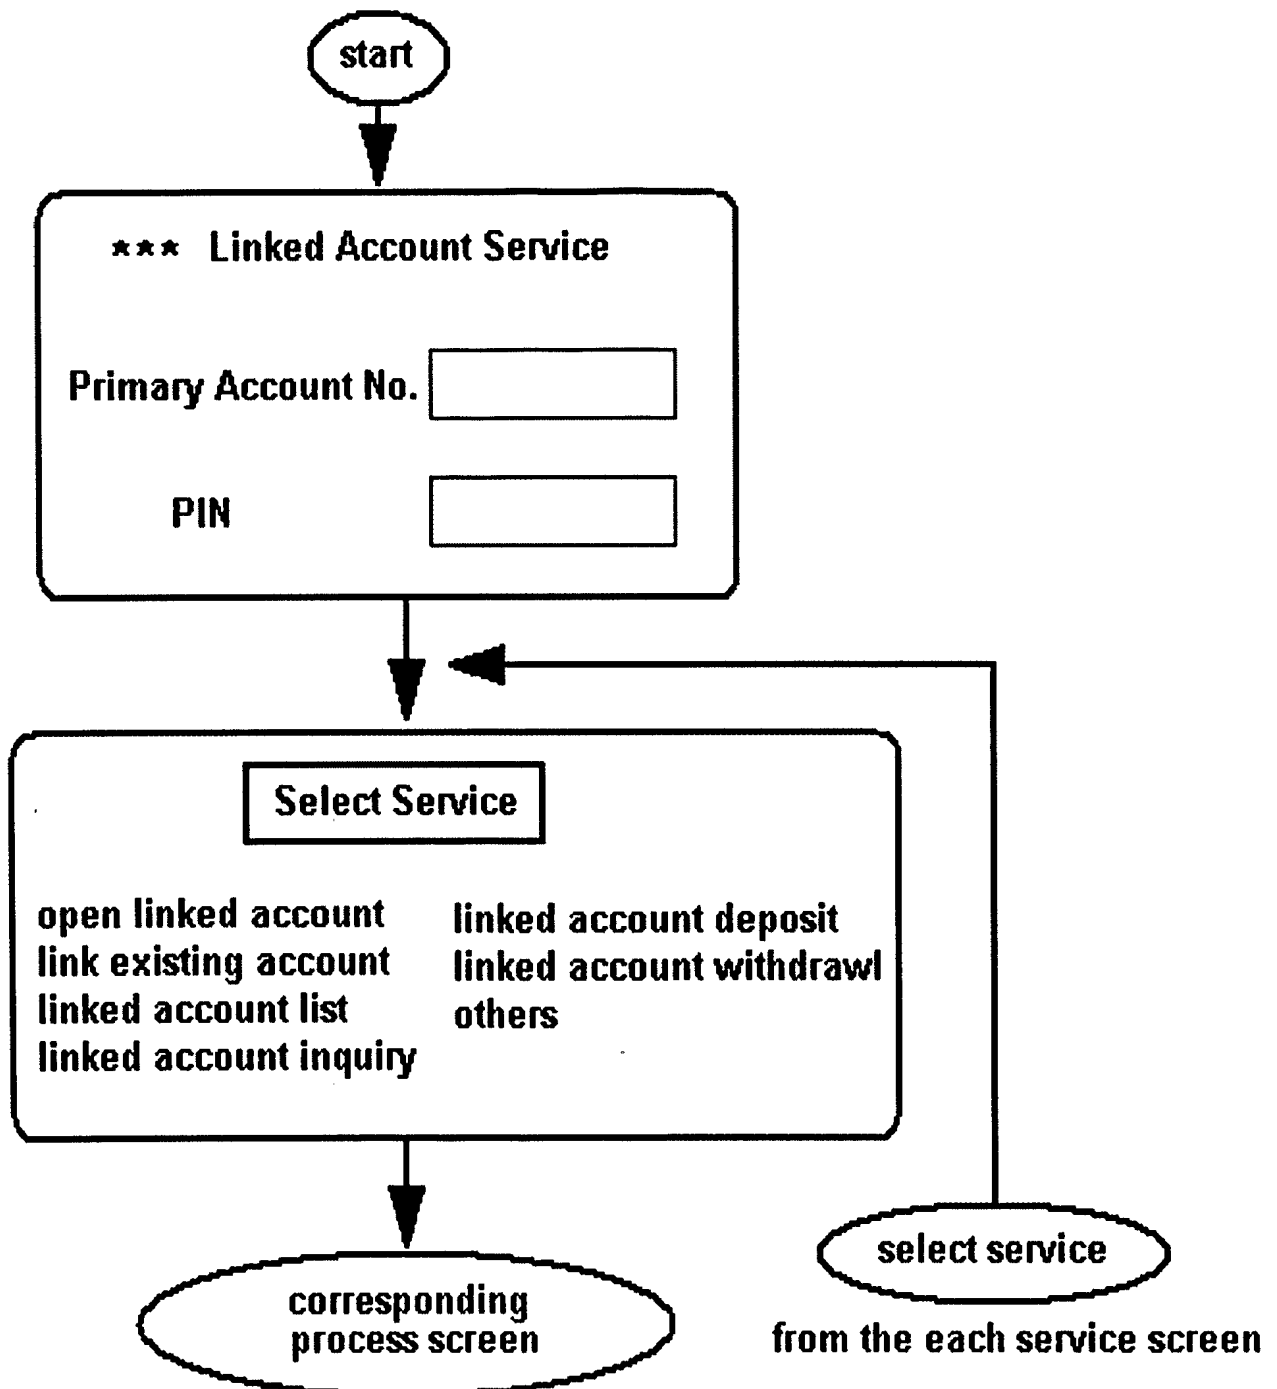 start
*** Linked Account Service
Primary Account No.
PIN
Select Service
open linked account
link existing account
linked account list
linked account inquiry
linked account deposit
linked account withdrawl
others
corresponding
process screen
select service
from the each service screen